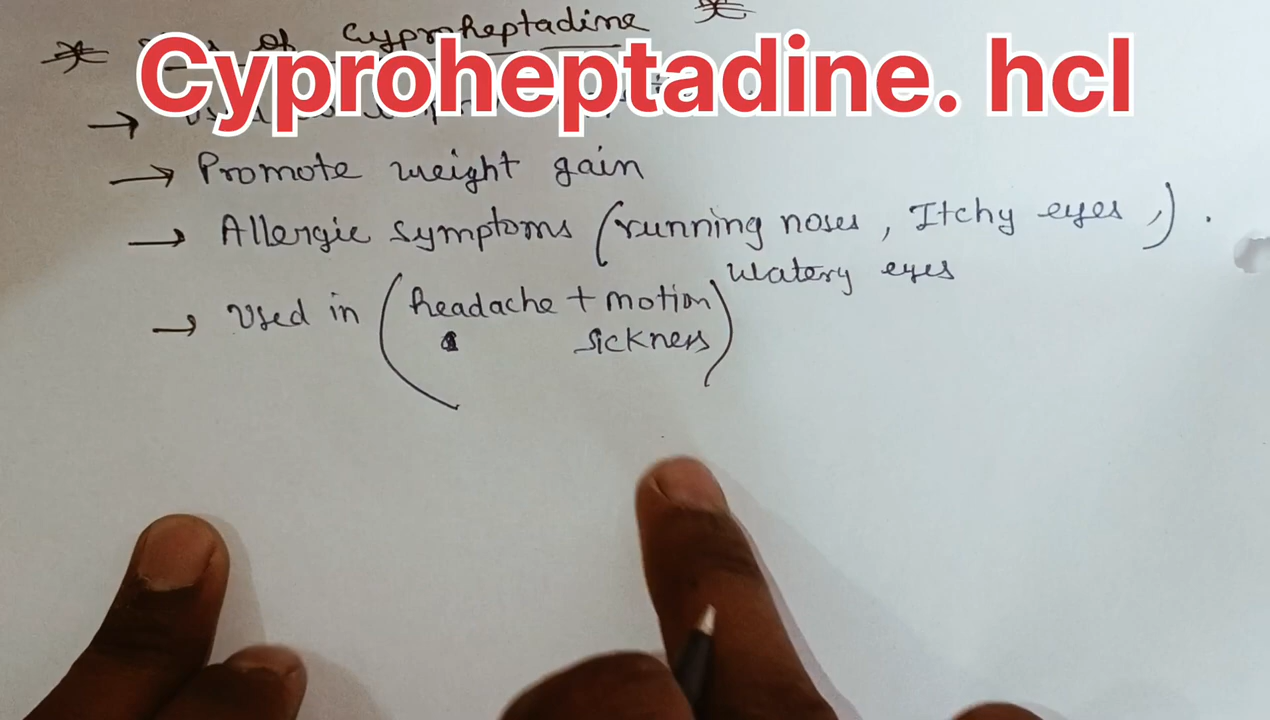 of Cyproheptadine
Cyproheptadine. hcl
→ Promote weight gain
→ Allergic symptoms (running noses, Itchy eyes,).
watery eyes
→ Used in (headache + motion
sickness)